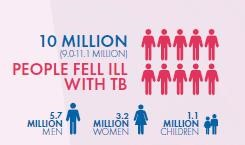 10 MILLION
(9.0-11.1 MILLION)
PEOPLE FELL ILL
WITH TB
5.7
MILLION
MEN
3.2
MILLION
WOMEN
1.1
MILLION
CHILDREN